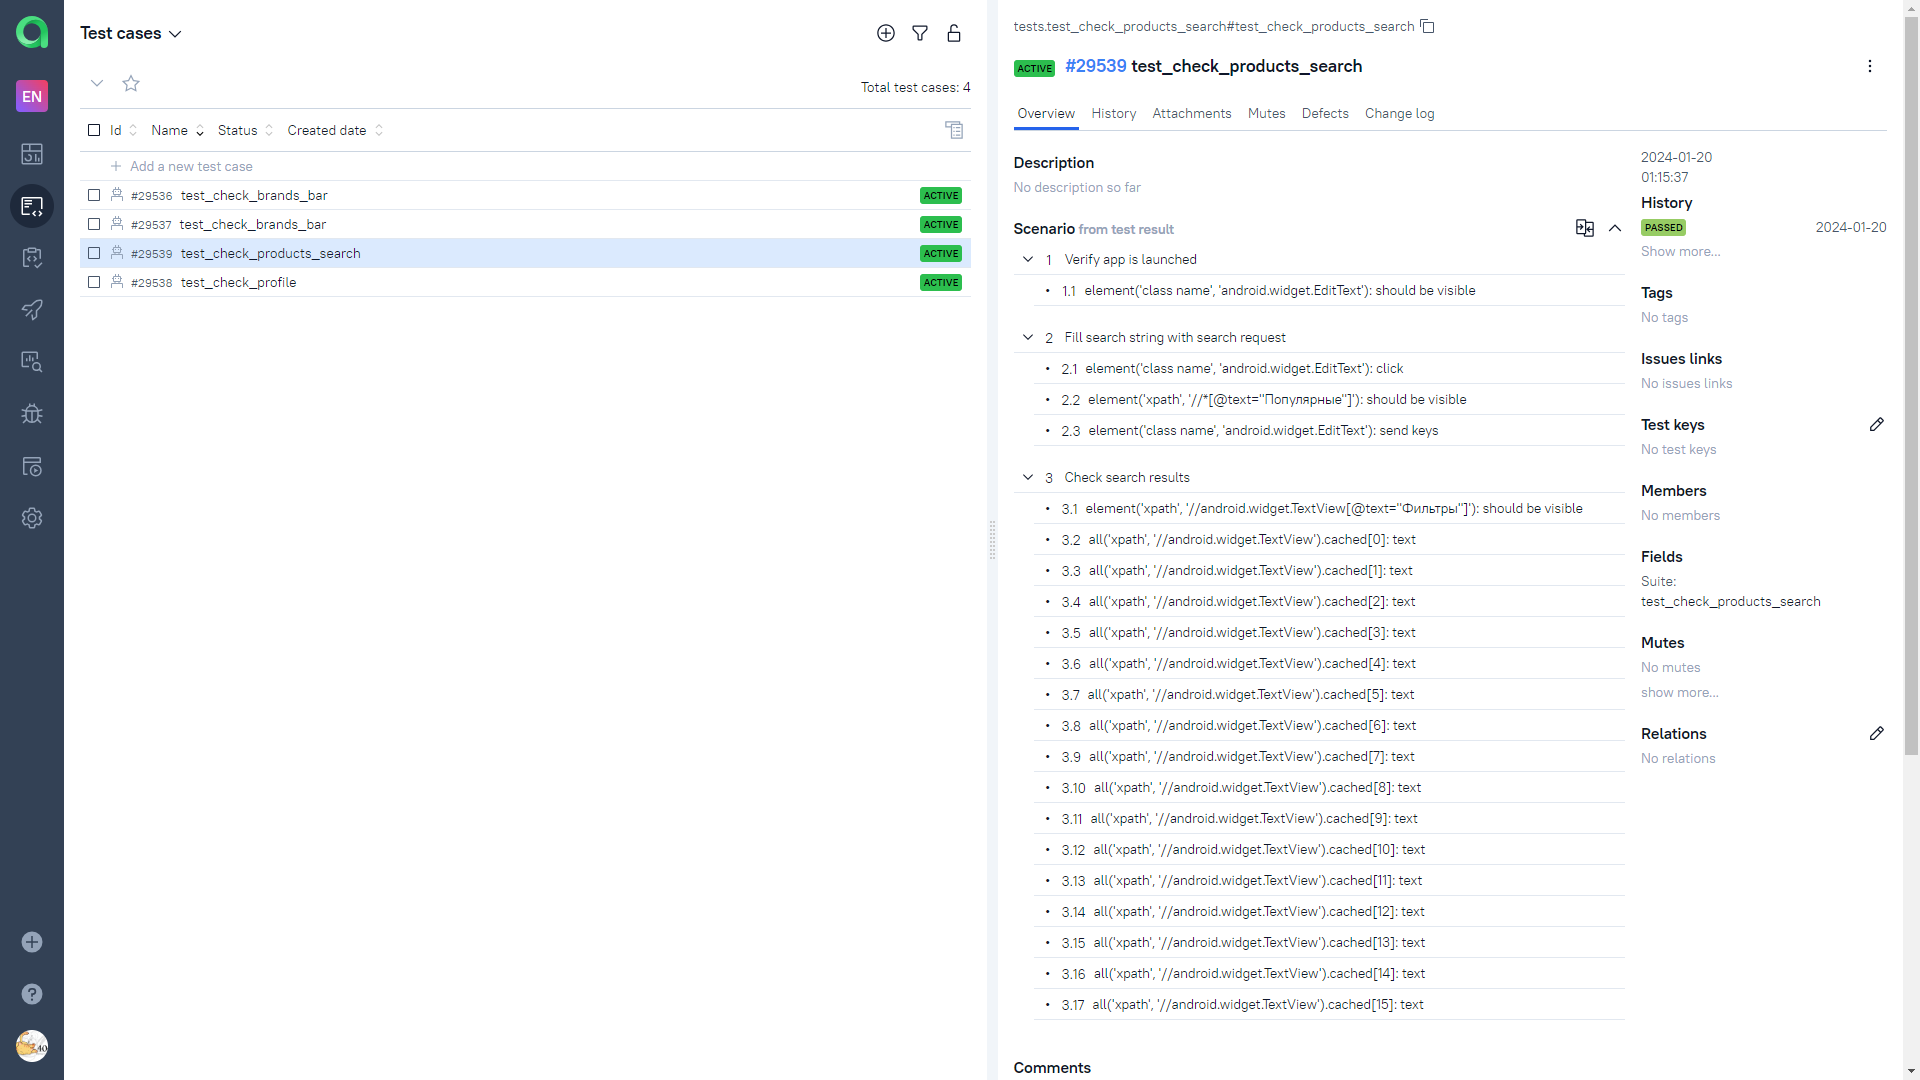 EN
Test cases
Total test cases: 4
Id Name Status Created date
Add a new test case
#29536 test_check_brands_bar ACTIVE
#29537 test_check_brands_bar ACTIVE
#29539 test_check_products_search ACTIVE
#29538 test_check_profile ACTIVE
tests.test_check_products_search#test_check_products_search
ACTIVE #29539 test_check_products_search
Overview History Attachments Mutes Defects Change log
Description
No description so far
Scenario from test result
1 Verify app is launched
• 1.1 element('class name', 'android.widget.EditText'): should be visible
2 Fill search string with search request
• 2.1 element('class name', 'android.widget.EditText'): click
• 2.2 element('xpath', '//*[@text="Популярные"]'): should be visible
• 2.3 element('class name', 'android.widget.EditText'): send keys
3 Check search results
• 3.1 element('xpath', '//android.widget.TextView[@text="Фильтры"]'): should be visible
• 3.2 all('xpath', '//android.widget.TextView').cached[0]: text
• 3.3 all('xpath', '//android.widget.TextView').cached[1]: text
• 3.4 all('xpath', '//android.widget.TextView').cached[2]: text
• 3.5 all('xpath', '//android.widget.TextView').cached[3]: text
• 3.6 all('xpath', '//android.widget.TextView').cached[4]: text
• 3.7 all('xpath', '//android.widget.TextView').cached[5]: text
• 3.8 all('xpath', '//android.widget.TextView').cached[6]: text
• 3.9 all('xpath', '//android.widget.TextView').cached[7]: text
• 3.10 all('xpath', '//android.widget.TextView').cached[8]: text
• 3.11 all('xpath', '//android.widget.TextView').cached[9]: text
• 3.12 all('xpath', '//android.widget.TextView').cached[10]: text
• 3.13 all('xpath', '//android.widget.TextView').cached[11]: text
• 3.14 all('xpath', '//android.widget.TextView').cached[12]: text
• 3.15 all('xpath', '//android.widget.TextView').cached[13]: text
• 3.16 all('xpath', '//android.widget.TextView').cached[14]: text
• 3.17 all('xpath', '//android.widget.TextView').cached[15]: text
Comments
2024-01-20
01:15:37
History
PASSED 2024-01-20
Show more...
Tags
No tags
Issues links
No issues links
Test keys
No test keys
Members
No members
Fields
Suite:
test_check_products_search
Mutes
No mutes
show more...
Relations
No relations